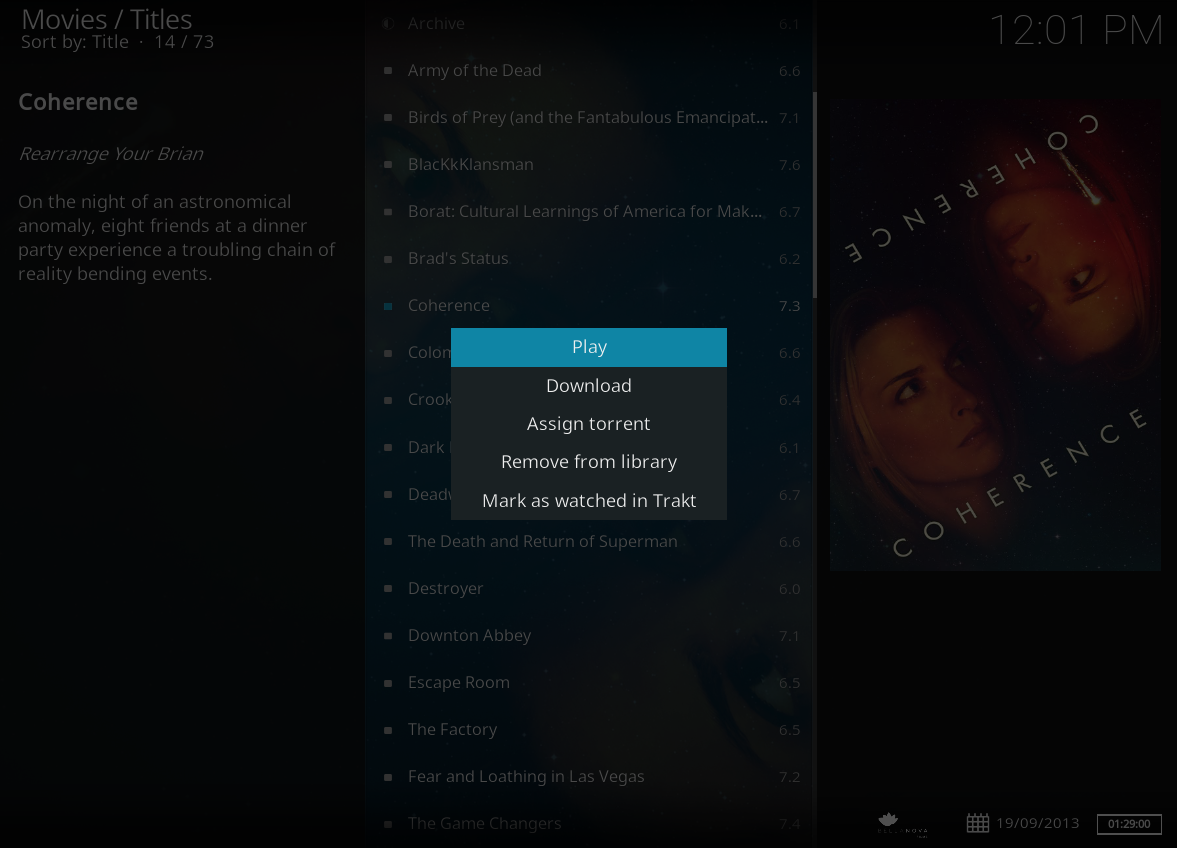 Movies / Titles
Sort by: Title · 14 / 73
12:01 PM
Coherence
Rearrange Your Brian
On the night of an astronomical
anomaly, eight friends at a dinner
party experience a troubling chain of
reality bending events.
Archive 6.1
Army of the Dead 6.6
Birds of Prey (and the Fantabulous Emancipat... 7.1
BlacKkKlansman 7.6
Borat: Cultural Learnings of America for Mak... 6.7
Brad's Status 6.2
Coherence 7.3
Colon 6.6
Crook 6.4
Dark 6.1
Deadw 6.7
The Death and Return of Superman 6.6
Destroyer 6.0
Downton Abbey 7.1
Escape Room 6.5
The Factory 6.5
Fear and Loathing in Las Vegas 7.2
The Game Changers 7.4
Play
Download
Assign torrent
Remove from library
Mark as watched in Trakt
COHERENCE
COHERENCE
19/09/2013
01:29:00